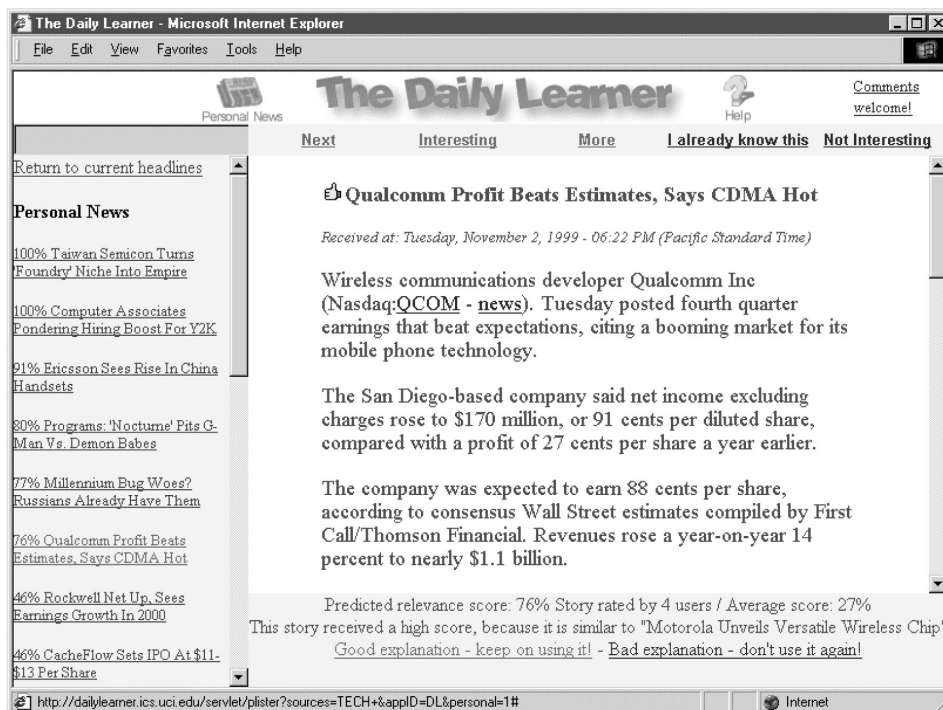 The Daily Learner - Microsoft Internet Explorer
File Edit View Favorites Tools Help
Personal News
The Daily Learner
Help
Comments
welcome!
Next Interesting More I already know this Not Interesting
Return to current headlines
Personal News
100% Taiwan Semicon Turns
'Foundry' Niche Into Empire
100% Computer Associates
Pondering Hiring Boost For Y2K
91% Ericsson Sees Rise In China
Handsets
80% Programs: 'Nocturne' Pits G-
Man Vs. Demon Babes
77% Millennium Bug Woes?
Russians Already Have Them
76% Qualcomm Profit Beats
Estimates, Says CDMA Hot
46% Rockwell Net Up, Sees
Earnings Growth In 2000
46% CacheFlow Sets IPO At $11-
$13 Per Share
Qualcomm Profit Beats Estimates, Says CDMA Hot
Received at: Tuesday, November 2, 1999 - 06:22 PM (Pacific Standard Time)
Wireless communications developer Qualcomm Inc
(Nasdaq:QCOM - news). Tuesday posted fourth quarter
earnings that beat expectations, citing a booming market for its
mobile phone technology.
The San Diego-based company said net income excluding
charges rose to $170 million, or 91 cents per diluted share,
compared with a profit of 27 cents per share a year earlier.
The company was expected to earn 88 cents per share,
according to consensus Wall Street estimates compiled by First
Call/Thomson Financial. Revenues rose a year-on-year 14
percent to nearly $1.1 billion.
Predicted relevance score: 76% Story rated by 4 users / Average score: 27%
This story received a high score, because it is similar to "Motorola Unveils Versatile Wireless Chip"
Good explanation - keep on using it! - Bad explanation - don't use it again!
http://dailylearner.ics.uci.edu/servlet/plister?sources=TECH+&appID=DL&personal=1#
Internet